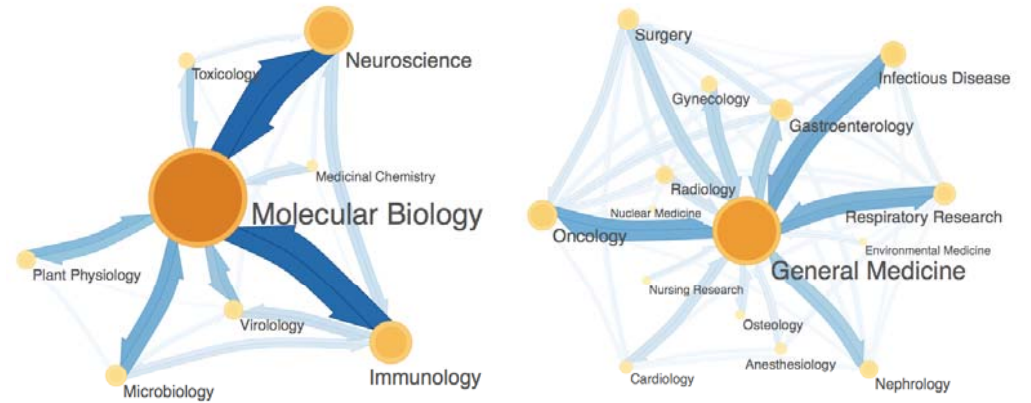 Neuroscience
Toxicology
Medicinal Chemistry
Molecular Biology
Plant Physiology
Virolology
Immunology
Microbiology
Surgery
Infectious Disease
Gynecology
Gastroenterology
Radiology
Nuclear Medicine
Respiratory Research
Oncology
Environmental Medicine
General Medicine
Nursing Research
Osteology
Anesthesiology
Cardiology
Nephrology